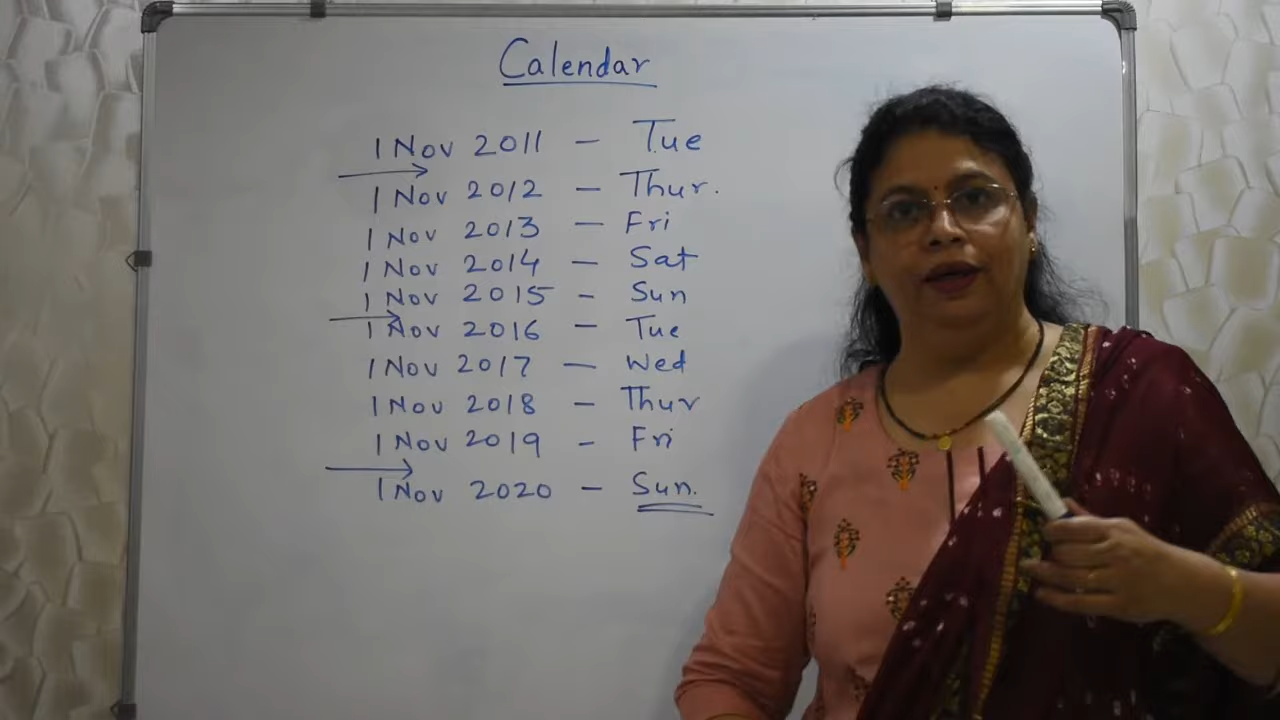 Calendar
1 Nov 2011 - Tue
1 Nov 2012 - Thur.
1 Nov 2013 - Fri
1 Nov 2014 - Sat
1 Nov 2015 - Sun
1 Nov 2016 - Tue
1 Nov 2017 - Wed
1 Nov 2018 - Thur
1 Nov 2019 - Fri
1 Nov 2020 - Sun.